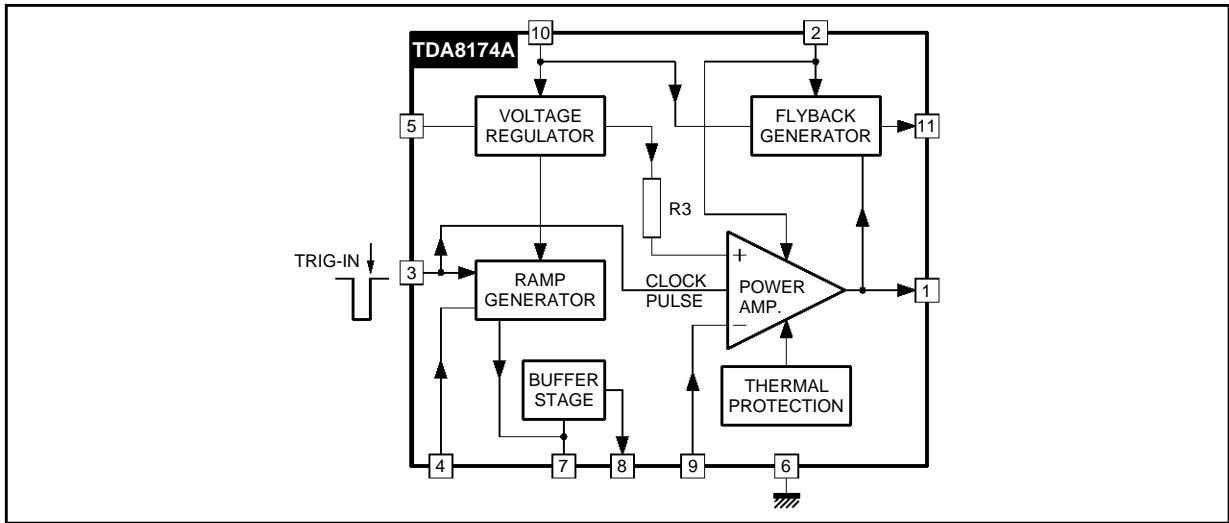 10
2
TDA8174A
5
VOLTAGE
REGULATOR
FLYBACK
GENERATOR
11
R3
TRIG-IN
3
RAMP
GENERATOR
CLOCK
PULSE
+
POWER
AMP.
−
1
BUFFER
STAGE
THERMAL
PROTECTION
4
7
8
9
6